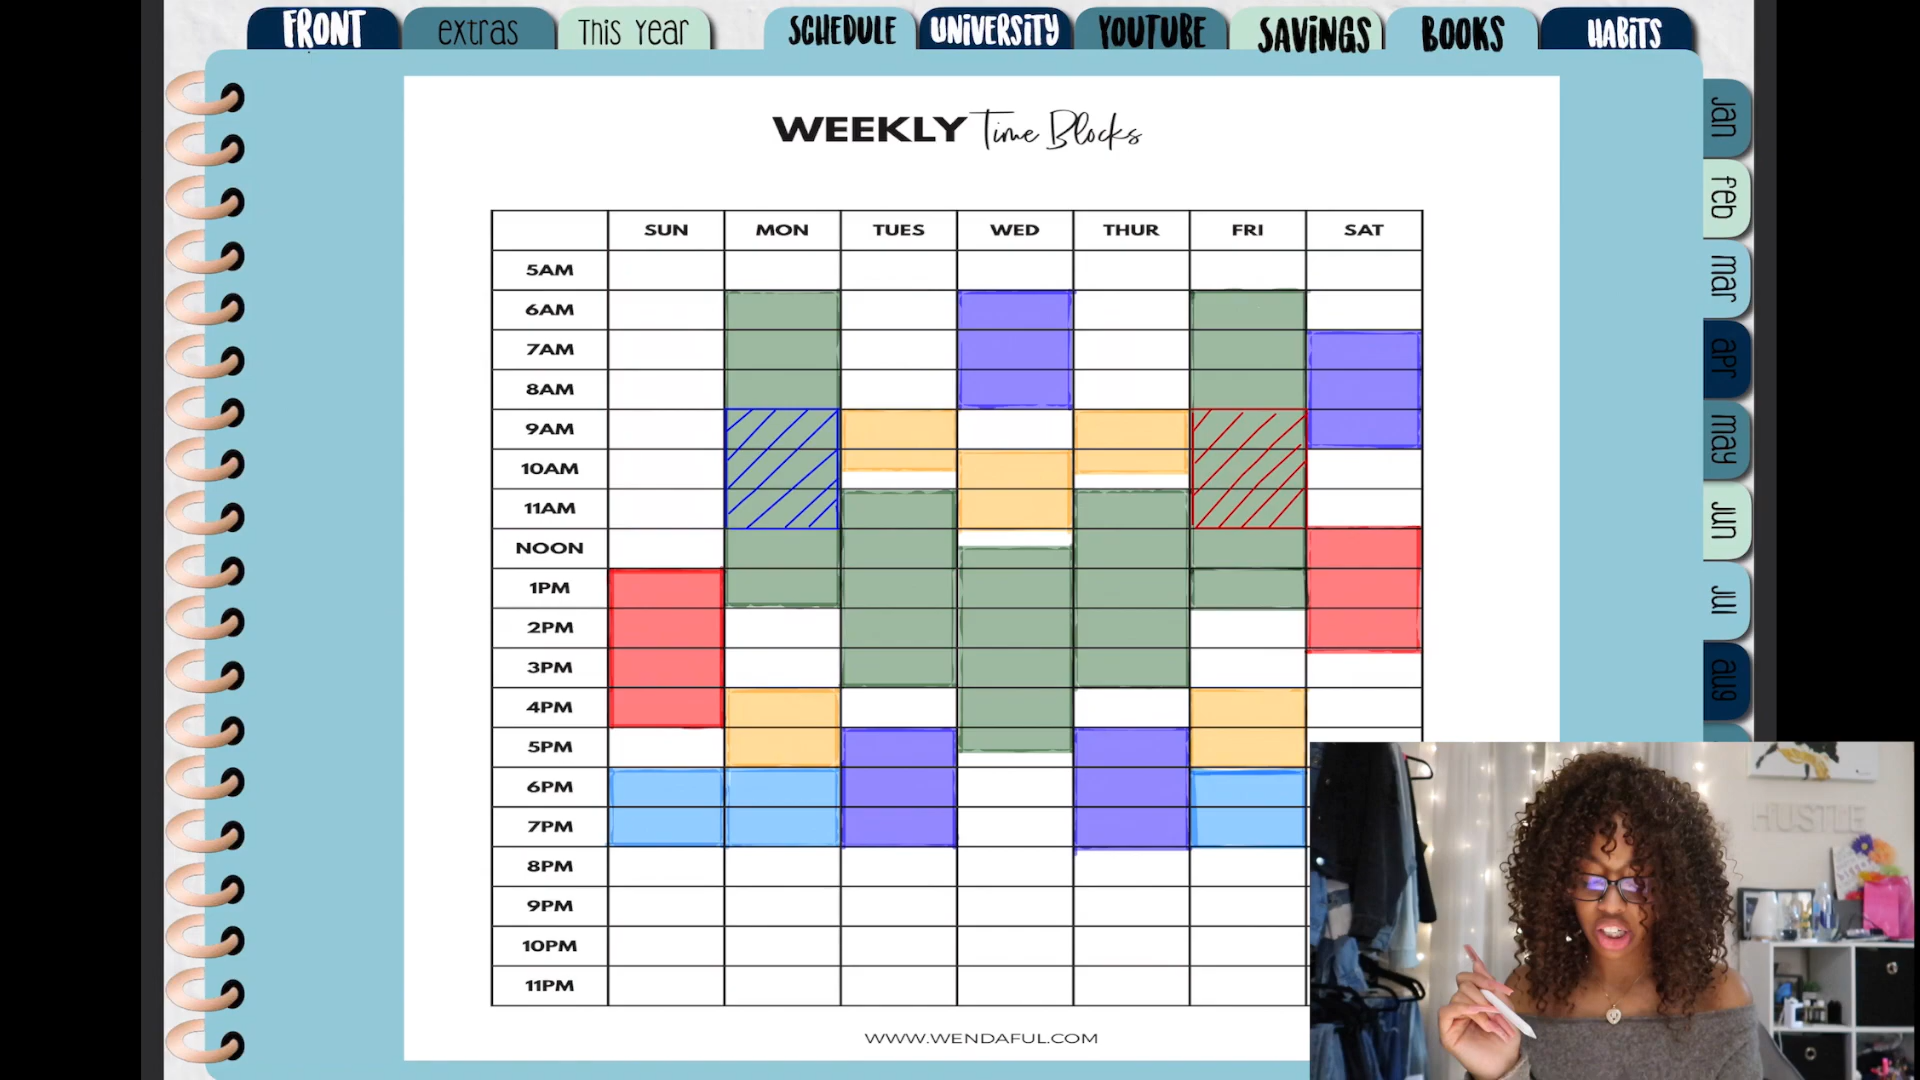 FRONT extras This Year SCHEDULE UNIVERSITY YOUTUBE SAVINGS BOOKS HABITS
WEEKLY Time Blocks
SUN MON TUES WED THUR FRI SAT
5AM
6AM
7AM
8AM
9AM
10AM
11AM
NOON
1PM
2PM
3PM
4PM
5PM
6PM
7PM
8PM
9PM
10PM
11PM
WWW.WENDAFUL.COM
jan
feb
mar
apr
may
jun
jul
aug
HUSTLE